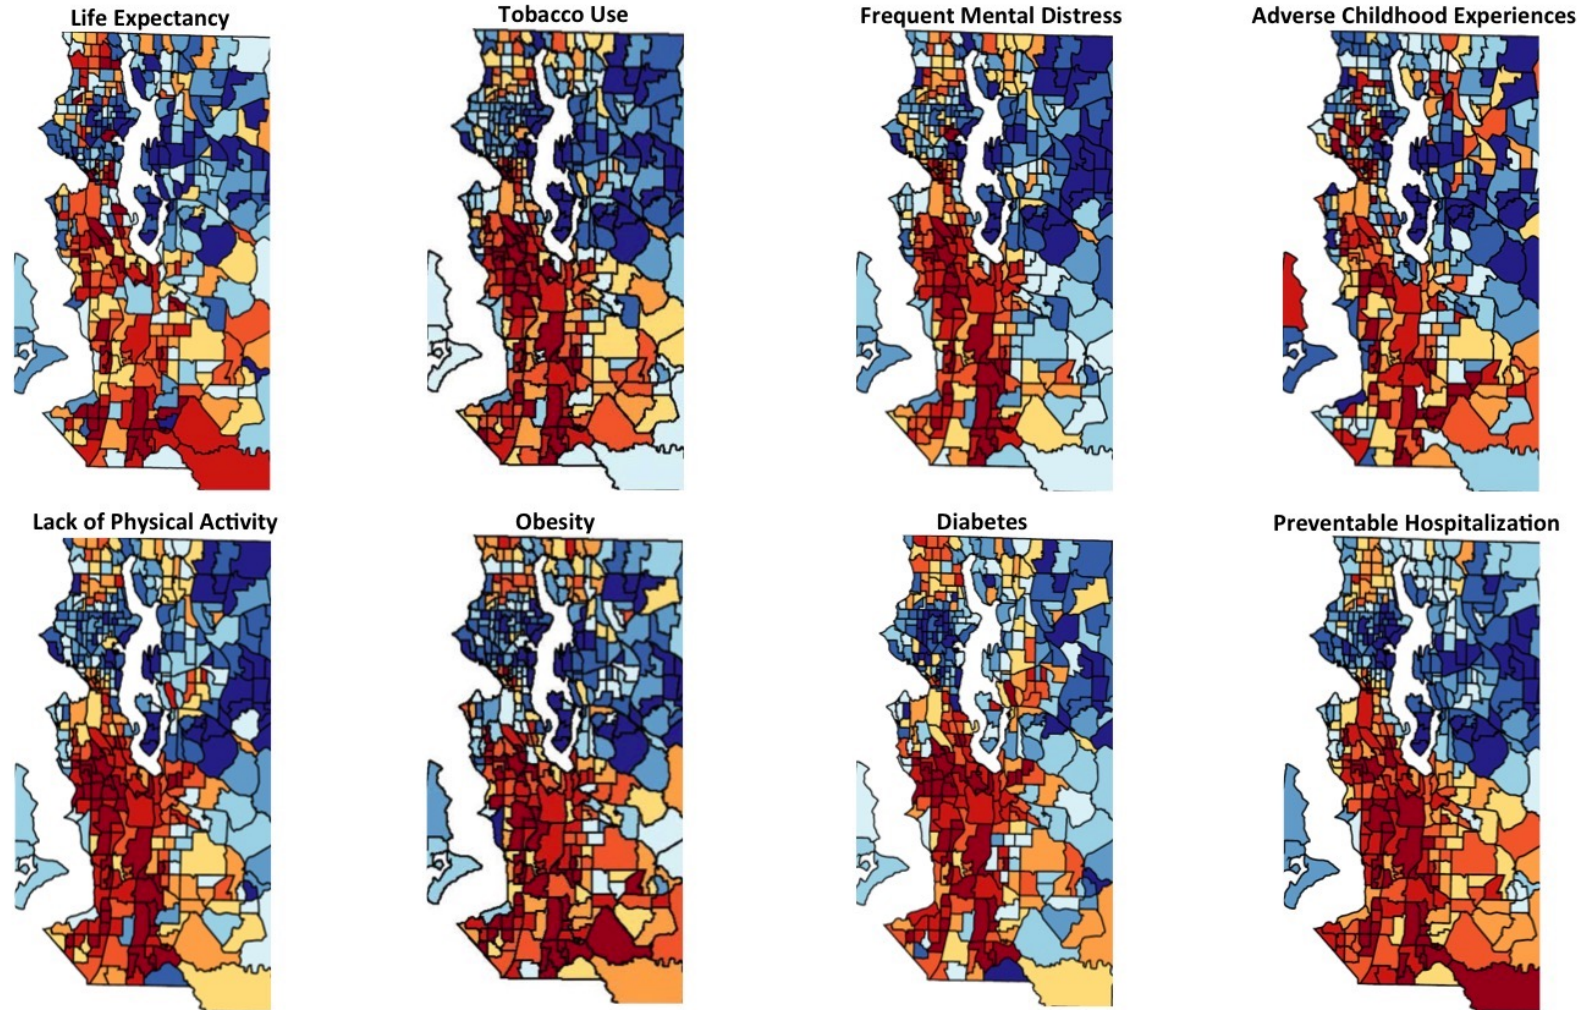 Life Expectancy
Tobacco Use
Frequent Mental Distress
Adverse Childhood Experiences
Lack of Physical Activity
Obesity
Diabetes
Preventable Hospitalization